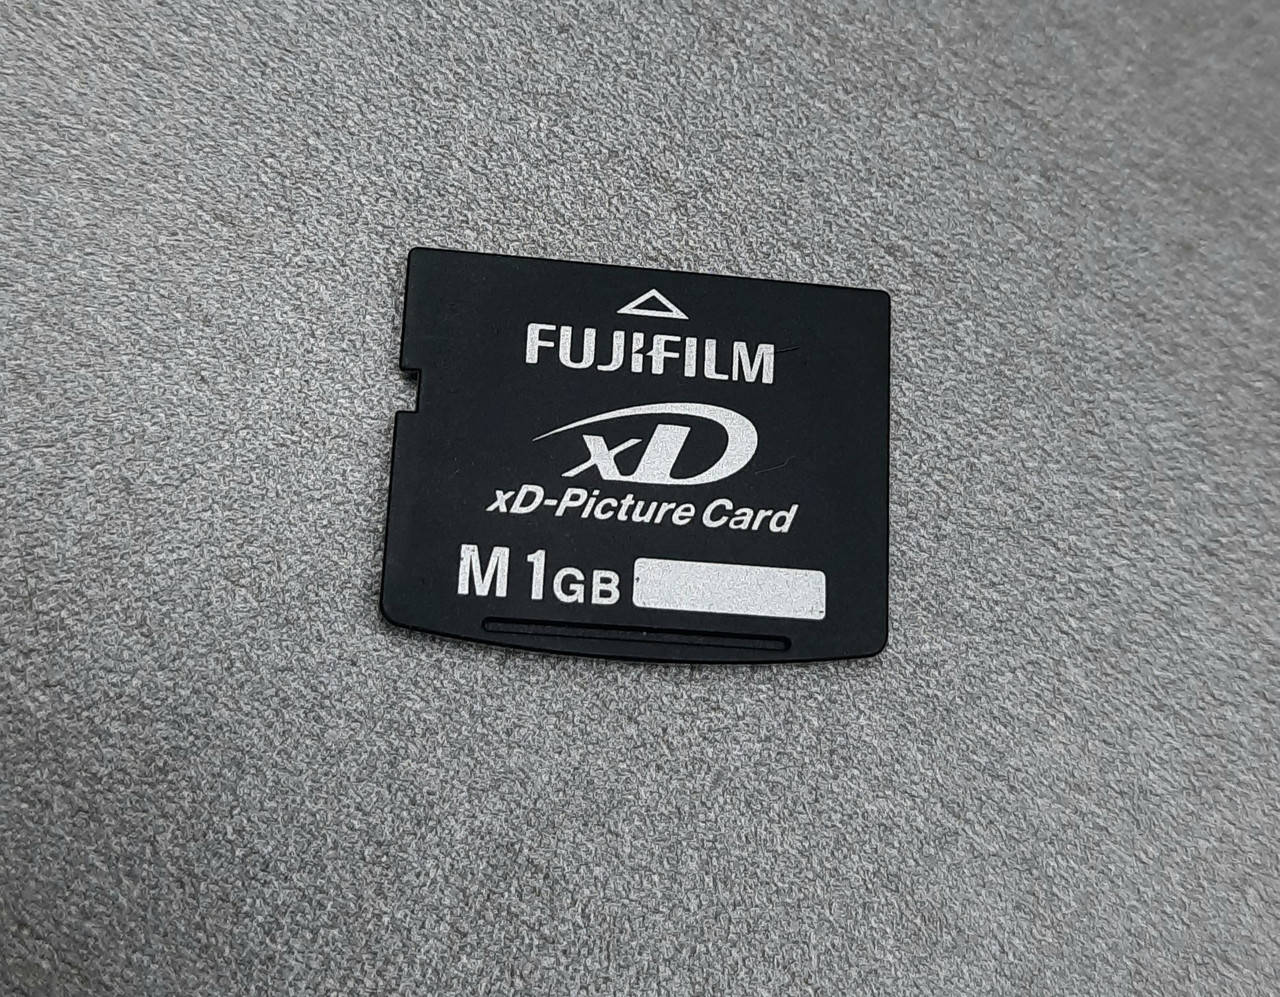 FUJIFILM
xD
xD-Picture Card
M 1GB